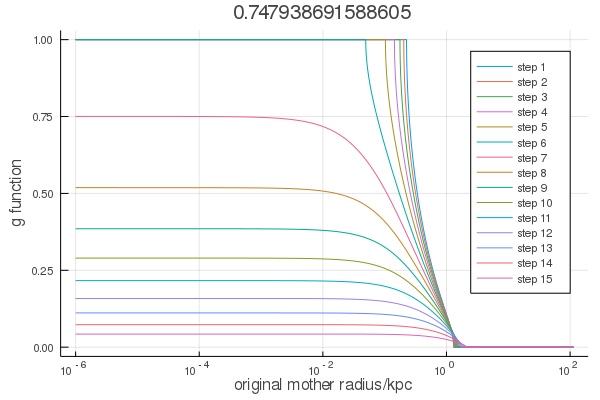 0.747938691588605
g function
1.00
0.75
0.50
0.25
0.00
step 1
step 2
step 3
step 4
step 5
step 6
step 7
step 8
step 9
step 10
step 11
step 12
step 13
step 14
step 15
10^-6 10^-4 10^-2 10^0 10^2
original mother radius/kpc